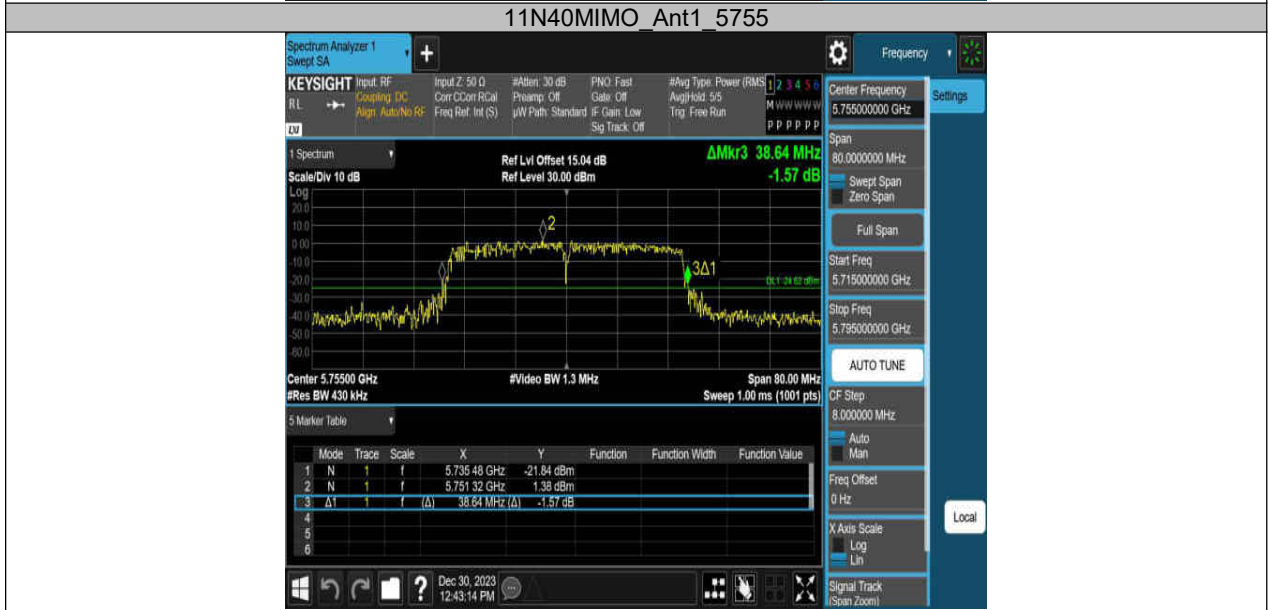 11N40MIMO_Ant1_5755
Spectrum Analyzer 1
Swept SA
+
Frequency
KEYSIGHT
RL
LXI
Input: RF
Coupling: DC
Align: Auto/No RF
Input Z: 50 Ω
Corr CCorr RCal
Freq Ref: Int (S)
#Atten: 30 dB
Preamp: Off
µW Path: Standard
PNO: Fast
Gate: Off
IF Gain: Low
Sig Track: Off
#Avg Type: Power (RMS
Avg|Hold: 5/5
Trig: Free Run
1 2 3 4 5 6
M W W W W W
P P P P P P
Center Frequency
5.755000000 GHz
Settings
Span
80.0000000 MHz
Swept Span
Zero Span
Full Span
Start Freq
5.715000000 GHz
Stop Freq
5.795000000 GHz
AUTO TUNE
CF Step
8.000000 MHz
Auto
Man
Freq Offset
0 Hz
X Axis Scale
Log
Lin
Signal Track
(Span Zoom)
Local
1 Spectrum
Scale/Div 10 dB
Ref Lvl Offset 15.04 dB
Ref Level 30.00 dBm
ΔMkr3 38.64 MHz
-1.57 dB
Log
20.0
10.0
0.00
-10.0
-20.0
-30.0
-40.0
-50.0
-60.0
2
3Δ1
DL1 -24.62 dBm
Center 5.75500 GHz
#Video BW 1.3 MHz
Span 80.00 MHz
#Res BW 430 kHz
Sweep 1.00 ms (1001 pts)
5 Marker Table
Mode Trace Scale X Y Function Function Width Function Value
1 N 1 f 5.735 48 GHz -21.84 dBm
2 N 1 f 5.751 32 GHz 1.38 dBm
3 Δ1 1 f (Δ) 38.64 MHz (Δ) -1.57 dB
4
5
6
?
Dec 30, 2023
12:43:14 PM